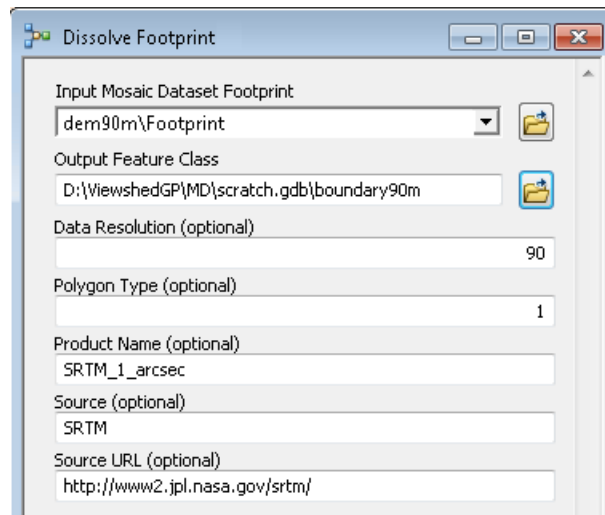 Dissolve Footprint
Input Mosaic Dataset Footprint
dem90m\Footprint
Output Feature Class
D:\ViewshedGP\MD\scratch.gdb\boundary90m
Data Resolution (optional)
90
Polygon Type (optional)
1
Product Name (optional)
SRTM_1_arcsec
Source (optional)
SRTM
Source URL (optional)
http://www2.jpl.nasa.gov/srtm/